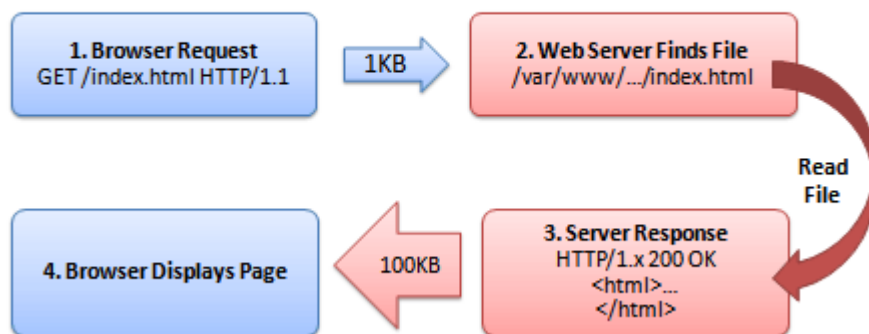 1. Browser Request
GET /index.html HTTP/1.1
1KB
2. Web Server Finds File
/var/www/.../index.html
Read
File
3. Server Response
HTTP/1.x 200 OK
<html>...
</html>
100KB
4. Browser Displays Page